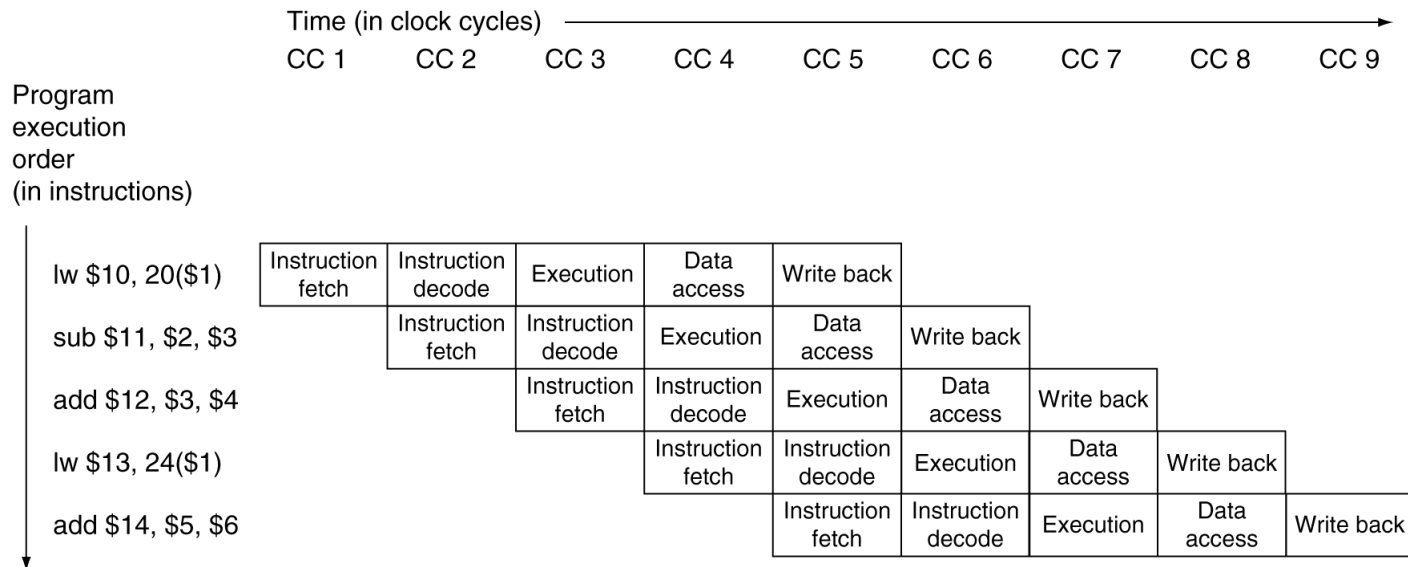 Time (in clock cycles)
CC 1 CC 2 CC 3 CC 4 CC 5 CC 6 CC 7 CC 8 CC 9
Program
execution
order
(in instructions)
lw $10, 20($1)
Instruction
fetch
Instruction
decode
Execution
Data
access
Write back
sub $11, $2, $3
Instruction
fetch
Instruction
decode
Execution
Data
access
Write back
add $12, $3, $4
Instruction
fetch
Instruction
decode
Execution
Data
access
Write back
lw $13, 24($1)
Instruction
fetch
Instruction
decode
Execution
Data
access
Write back
add $14, $5, $6
Instruction
fetch
Instruction
decode
Execution
Data
access
Write back